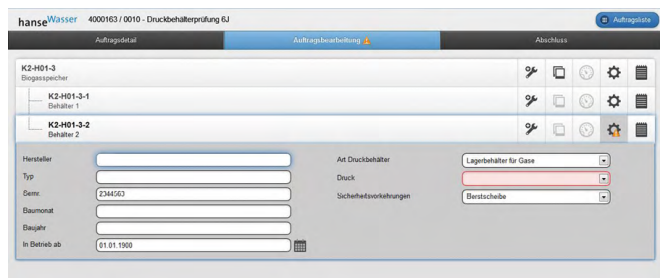 hanseWasser 4000163 / 0010 - Druckbehälterprüfung 6J Auftragsliste
Auftragsdetail Auftragsbearbeitung Abschluss
K2-H01-3
Biogasspeicher
K2-H01-3-1
Behälter 1
K2-H01-3-2
Behälter 2
Hersteller Art Druckbehälter Lagerbehälter für Gase
Typ Druck
Sernr. 2344563 Sicherheitsvorkehrungen Berstscheibe
Baumonat
Baujahr
In Betrieb ab 01.01.1900